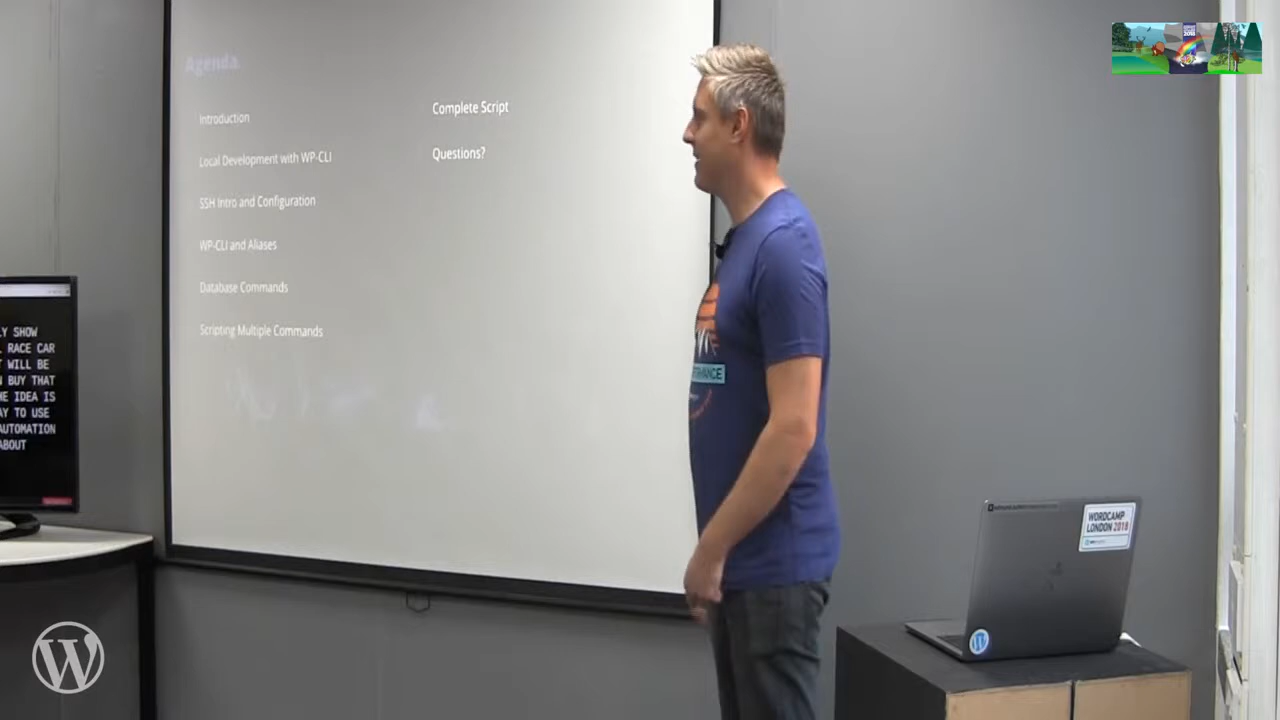 Agenda
Introduction
Local Development with WP-CLI
SSH Intro and Configuration
WP-CLI and Aliases
Database Commands
Scripting Multiple Commands
Complete Script
Questions?
LY SHOW
RACE CAR
WILL BE
BUY THAT
IDEA IS
TO USE
AUTOMATION
ABOUT
WORDCAMP
LONDON 2018
2018
W